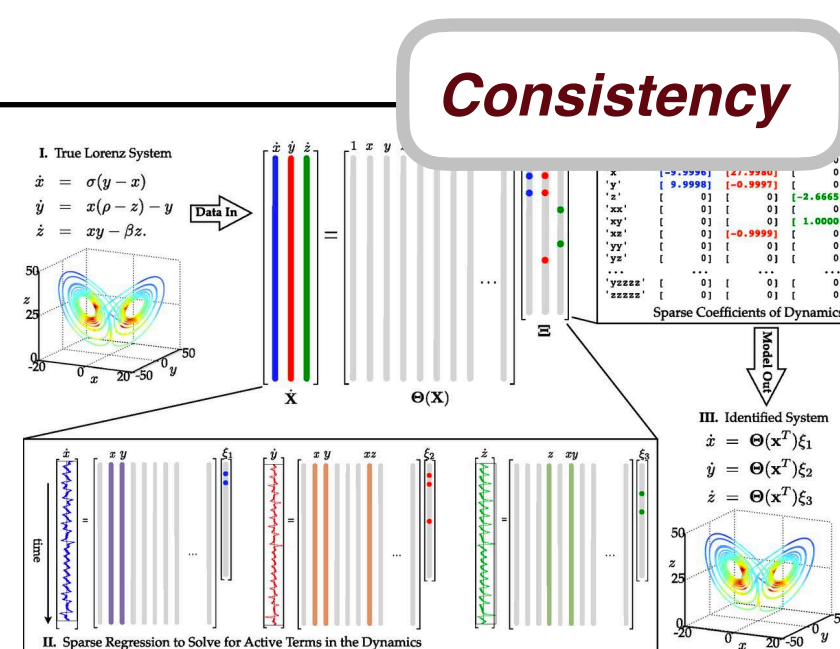 Consistency
I. True Lorenz System
ẋ = σ(y − x)
ẏ = x(ρ − z) − y
ż = xy − βz.
Data In
ẋ ẏ ż
=
1 x y
...
Ẋ
Θ(X)
Ξ
[-9.9996] [27.9980] [ 0
'y' [ 9.9998] [-0.9997] [ 0
'z' [ 0] [ 0] [-2.6665
'xx' [ 0] [ 0] [ 0
'xy' [ 0] [ 0] [ 1.0000
'xz' [ 0] [-0.9999] [ 0
'yy' [ 0] [ 0] [ 0
'yz' [ 0] [ 0] [ 0
... ... ... ...
'yzzzz' [ 0] [ 0] [ 0
'zzzzz' [ 0] [ 0] [ 0
Sparse Coefficients of Dynamics
50
z
25
0
-20 0 x 20 -50 0 y 50
Model Out
III. Identified System
ẋ = Θ(xᵀ)ξ₁
ẏ = Θ(xᵀ)ξ₂
ż = Θ(xᵀ)ξ₃
50
z
25
0
-20 0 x 20 -50 0 y 5
time
ẋ = x y ... ξ₁
ẏ = x y xz ... ξ₂
ż = z xy ... ξ₃
II. Sparse Regression to Solve for Active Terms in the Dynamics